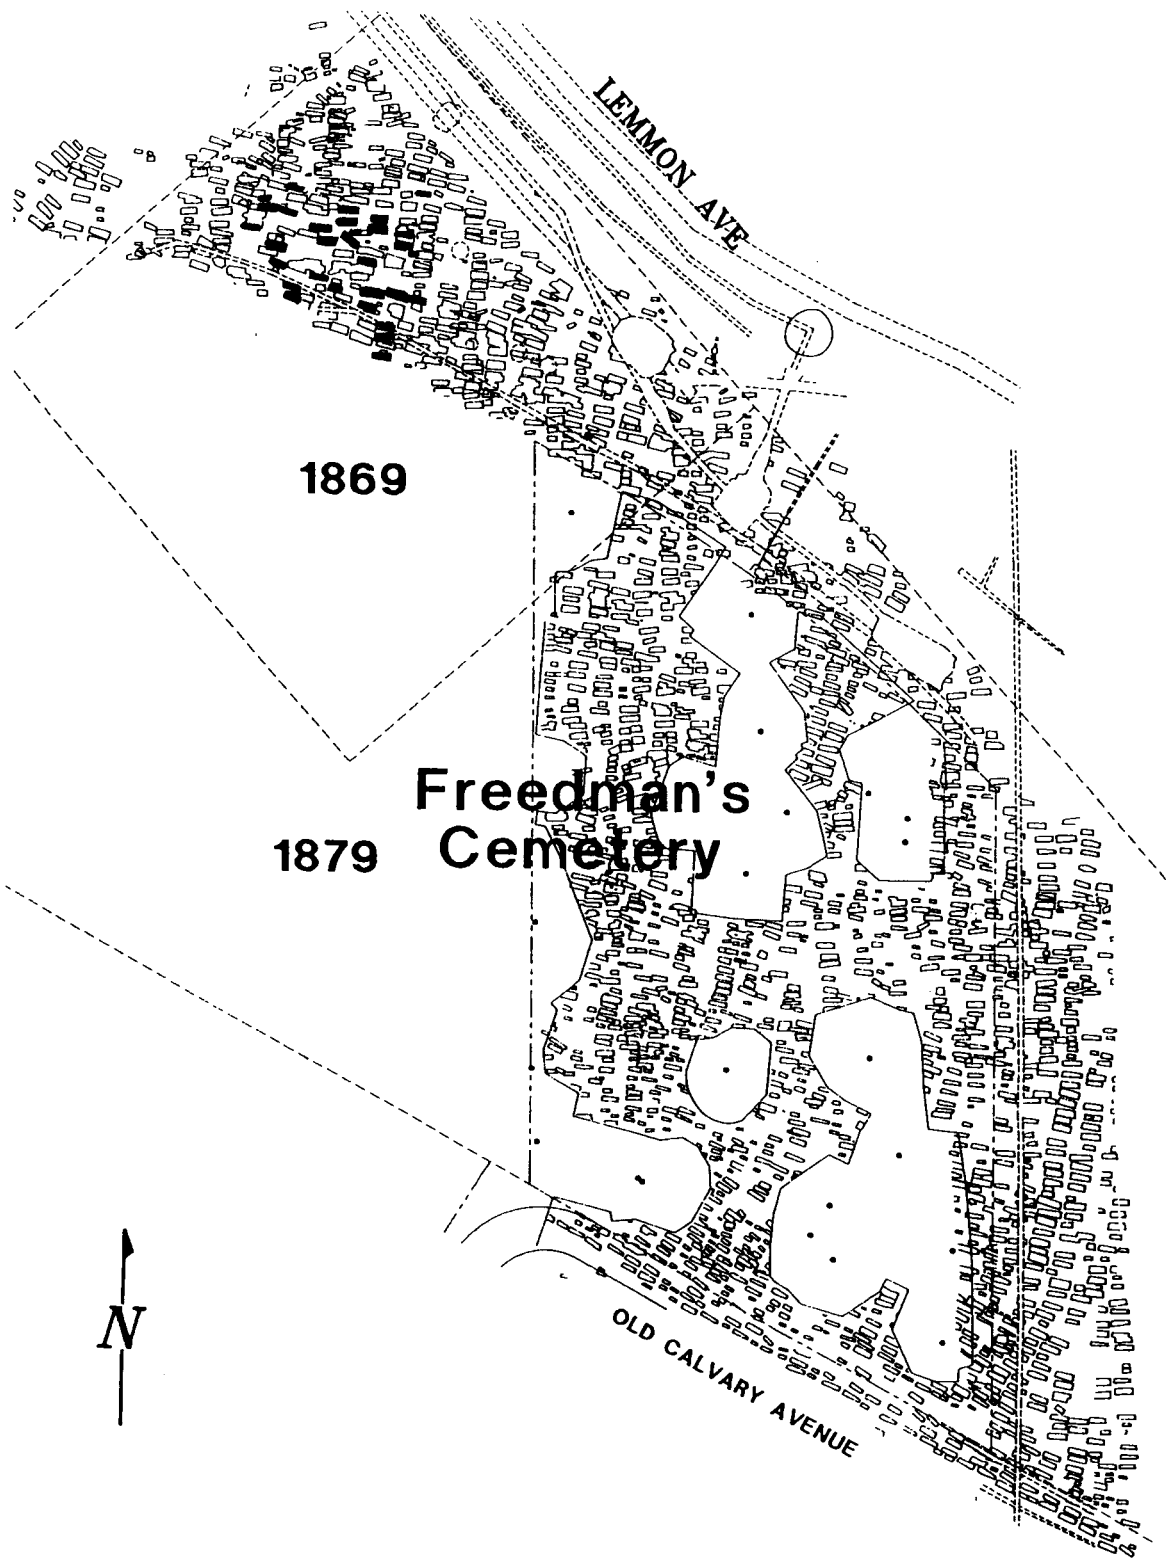 LEMMON AVE
1869
Freedman's
Cemetery
1879
N
OLD CALVARY AVENUE